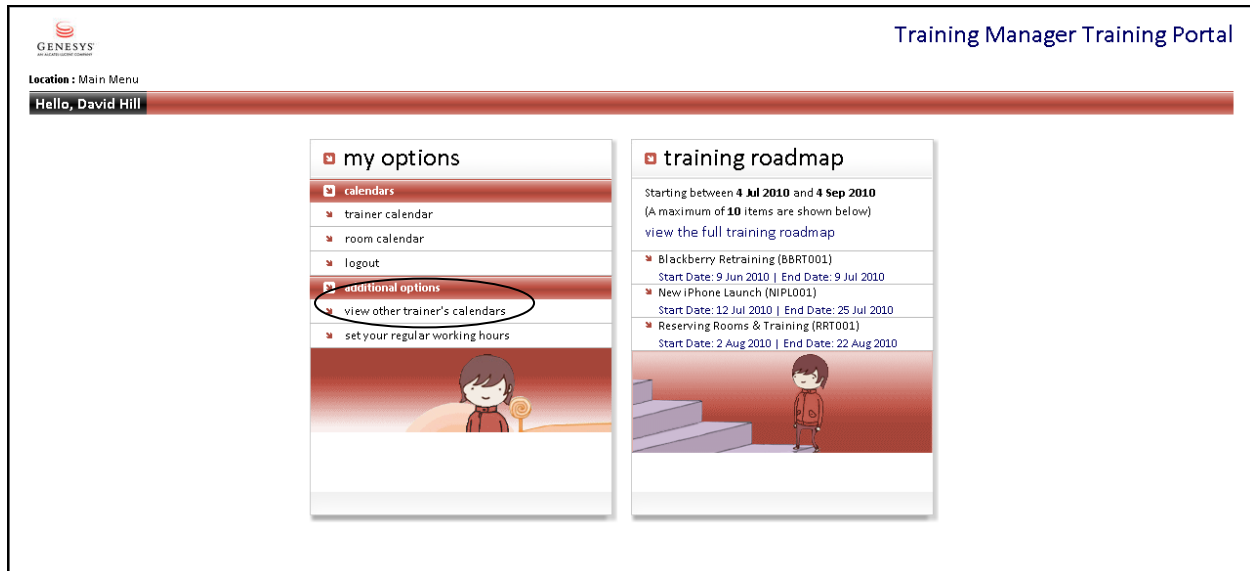 GENESYS
AN ALCATEL-LUCENT COMPANY
Training Manager Training Portal
Location : Main Menu
Hello, David Hill
my options
calendars
trainer calendar
room calendar
logout
additional options
view other trainer's calendars
set your regular working hours
training roadmap
Starting between 4 Jul 2010 and 4 Sep 2010
(A maximum of 10 items are shown below)
view the full training roadmap
Blackberry Retraining (BBRT001)
Start Date: 9 Jun 2010 | End Date: 9 Jul 2010
New iPhone Launch (NIPL001)
Start Date: 12 Jul 2010 | End Date: 25 Jul 2010
Reserving Rooms & Training (RRT001)
Start Date: 2 Aug 2010 | End Date: 22 Aug 2010